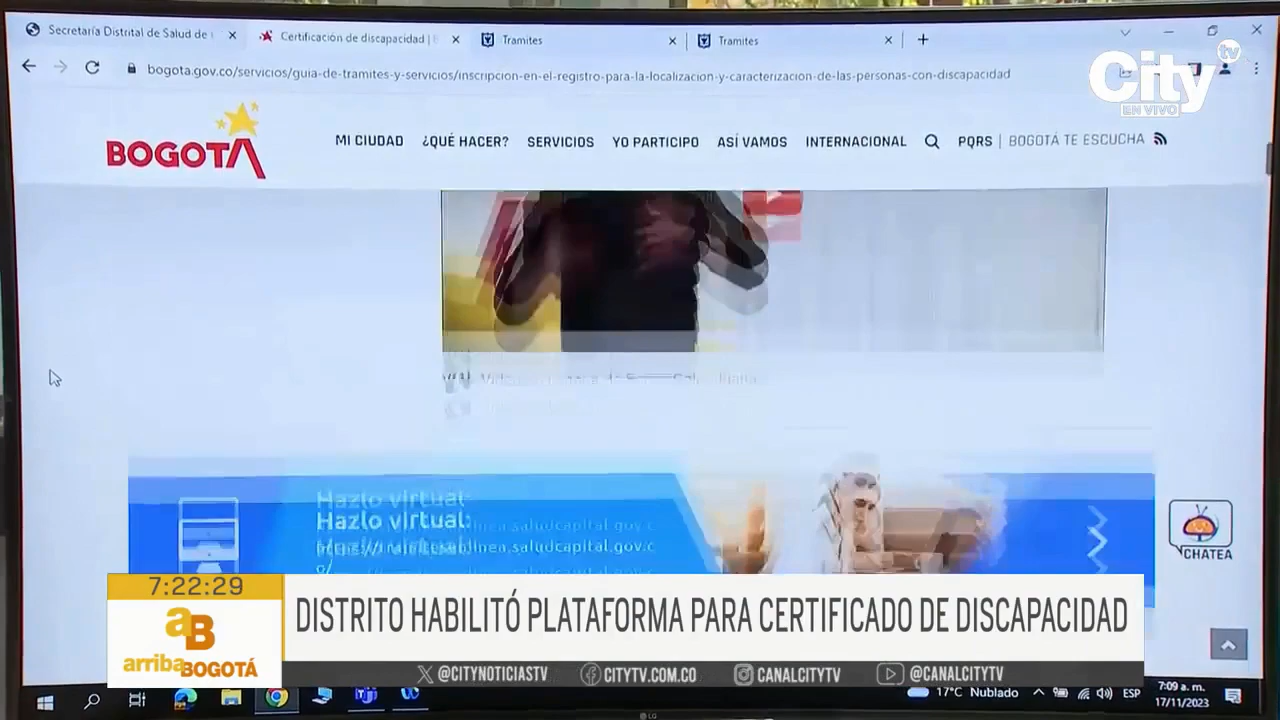 Secretaría Distrital de Salud de
Certificación de discapacidad |
Tramites
Tramites
bogota.gov.co/servicios/guia-de-tramites-y-servicios/inscripcion-en-el-registro-para-la-localizacion-y-caracterizacion-de-las-personas-con-discapacidad
City tv
EN VIVO
BOGOTÁ
MI CIUDAD ¿QUÉ HACER? SERVICIOS YO PARTICIPO ASÍ VAMOS INTERNACIONAL PQRS | BOGOTÁ TE ESCUCHA
Hazlo virtual:
Hazlo virtual:
CHATEA
7:22:29
aB
arriba BOGOTÁ
DISTRITO HABILITÓ PLATAFORMA PARA CERTIFICADO DE DISCAPACIDAD
@CITYNOTICIASTV CITYTV.COM.CO CANALCITYTV @CANALCITYTV
17°C Nublado ESP 7:09 a. m.
17/11/2023
LG